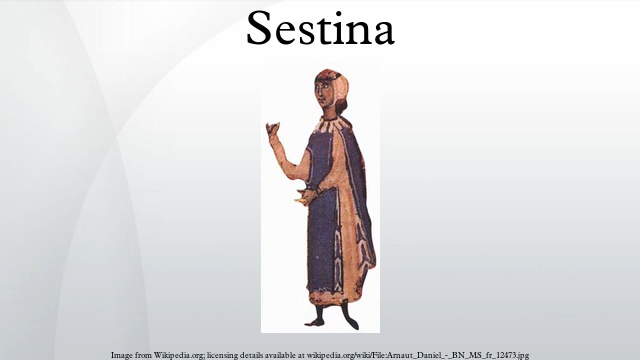 Sestina
Image from Wikipedia.org; licensing details available at wikipedia.org/wiki/File:Arnaut_Daniel_-_BN_MS_fr_12473.jpg